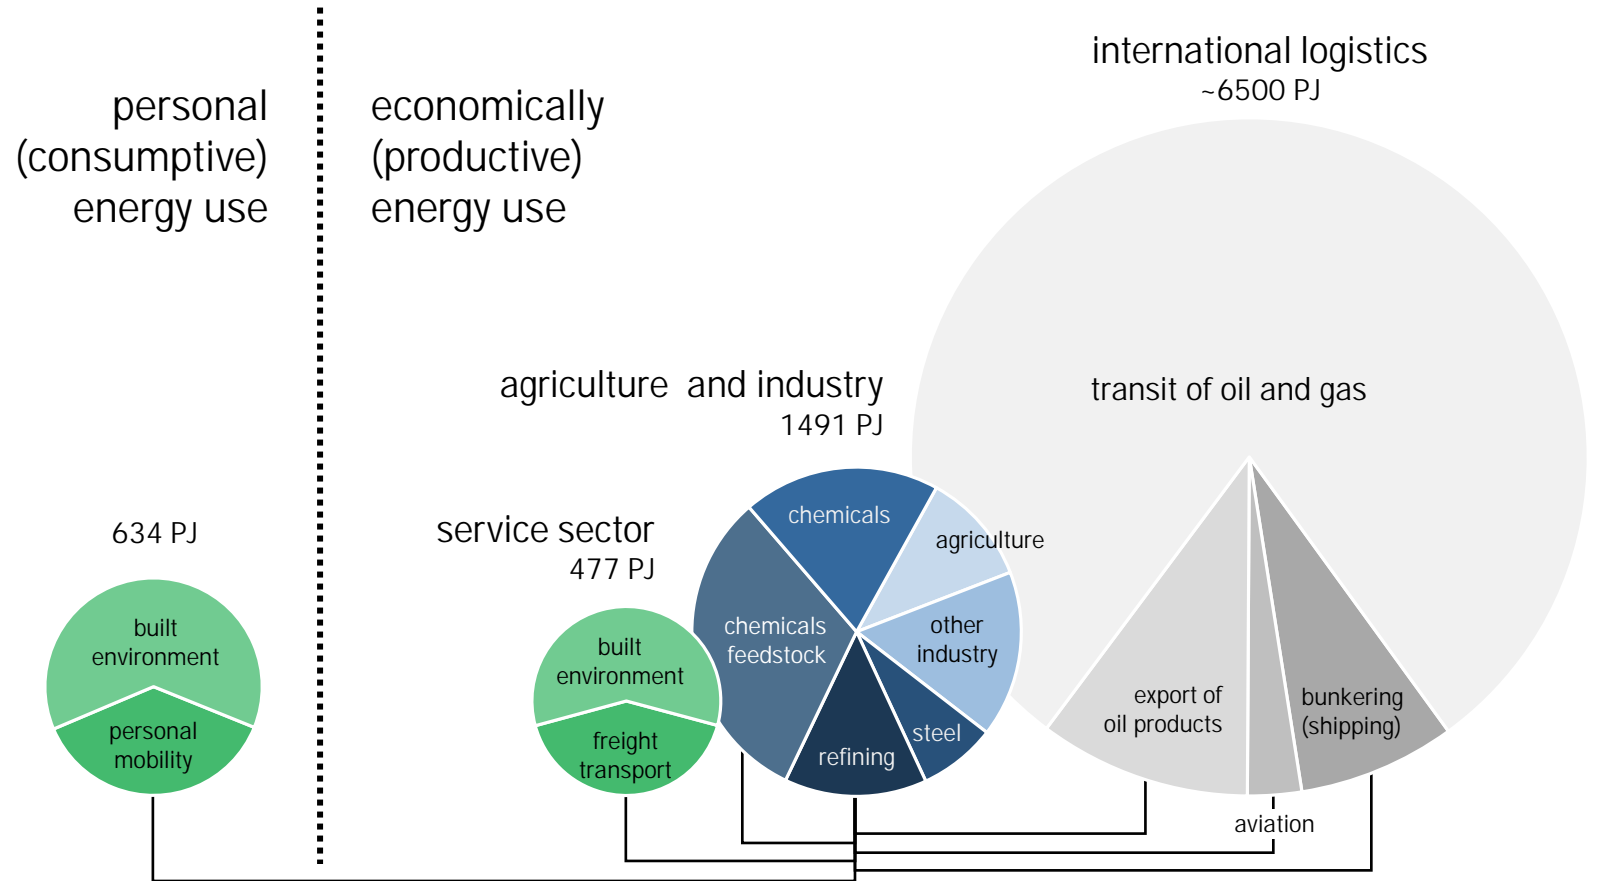 personal
(consumptive)
energy use
economically
(productive)
energy use
international logistics
~6500 PJ
transit of oil and gas
export of
oil products
bunkering
(shipping)
aviation
agriculture and industry
1491 PJ
chemicals
agriculture
chemicals
feedstock
other
industry
steel
refining
service sector
477 PJ
built
environment
freight
transport
634 PJ
built
environment
personal
mobility